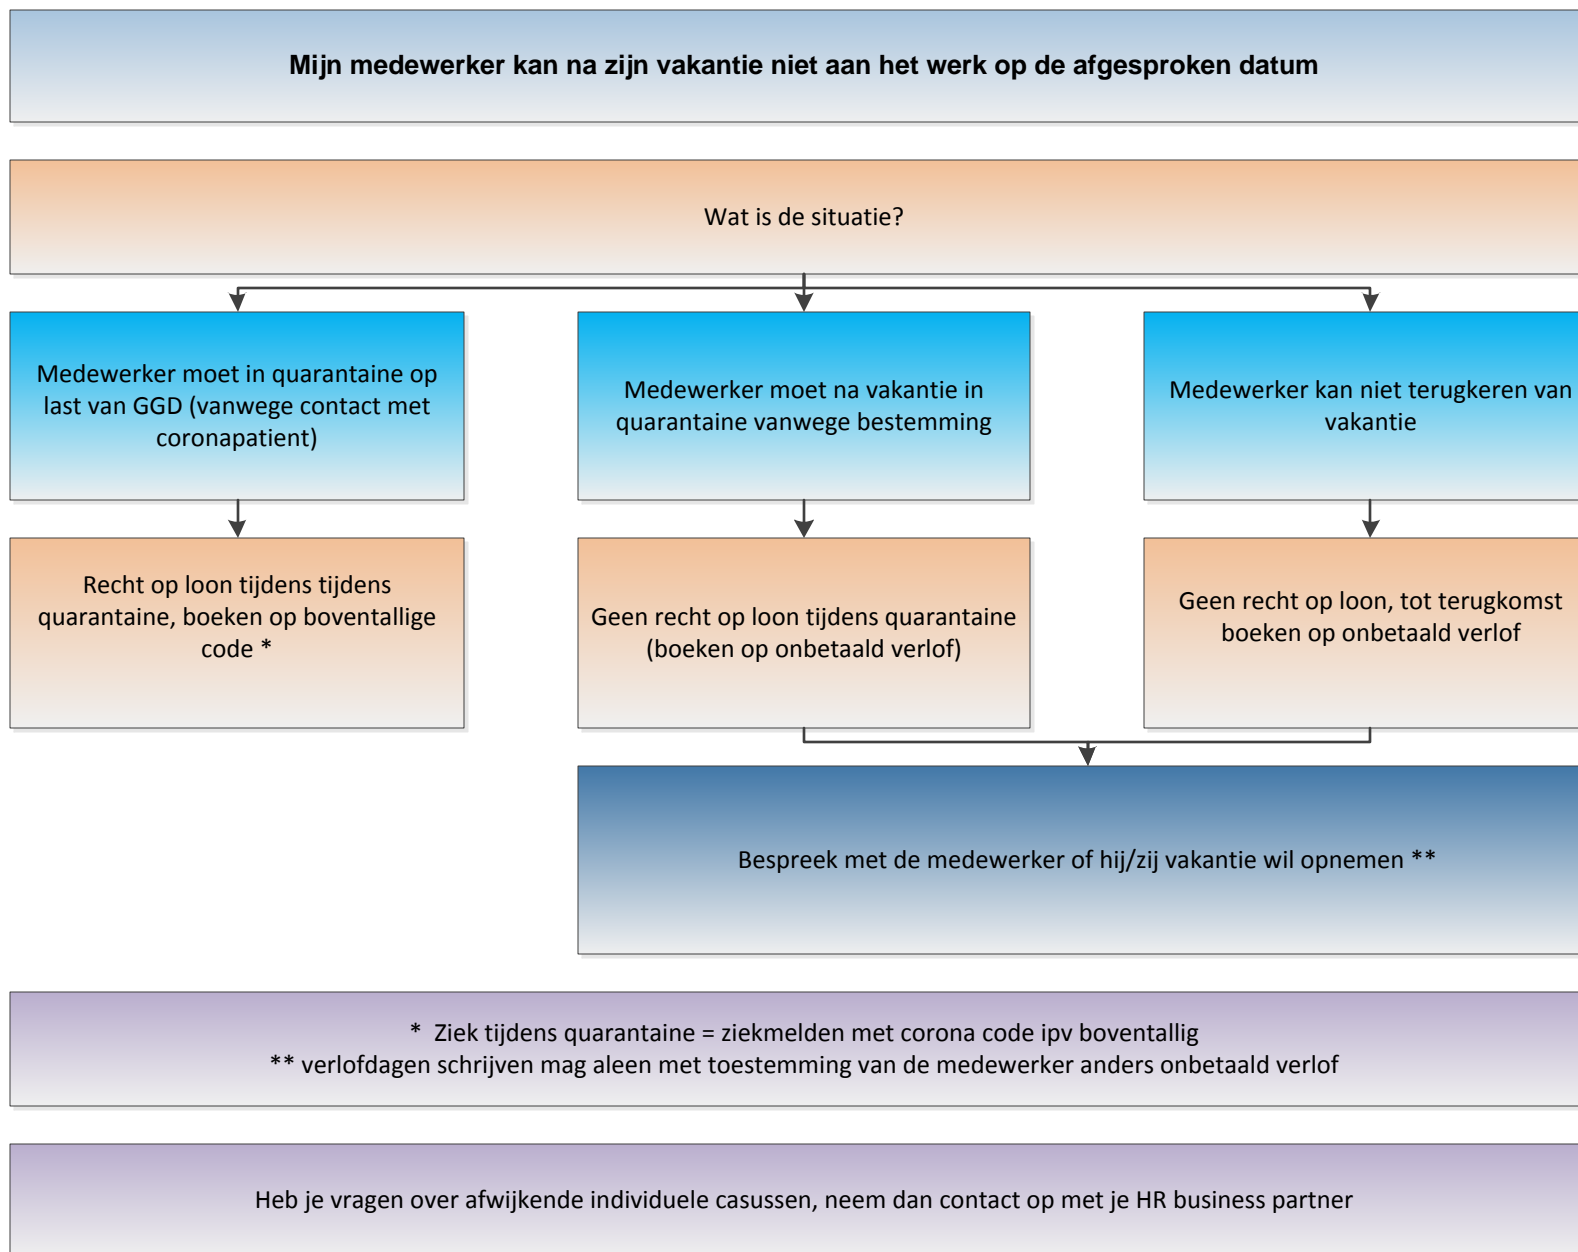 Mijn medewerker kan na zijn vakantie niet aan het werk op de afgesproken datum
Wat is de situatie?
Medewerker moet in quarantaine op
last van GGD (vanwege contact met
coronapatient)
Medewerker moet na vakantie in
quarantaine vanwege bestemming
Medewerker kan niet terugkeren van
vakantie
Recht op loon tijdens tijdens
quarantaine, boeken op boventallige
code *
Geen recht op loon tijdens quarantaine
(boeken op onbetaald verlof)
Geen recht op loon, tot terugkomst
boeken op onbetaald verlof
Bespreek met de medewerker of hij/zij vakantie wil opnemen **
* Ziek tijdens quarantaine = ziekmelden met corona code ipv boventallig
** verlofdagen schrijven mag aleen met toestemming van de medewerker anders onbetaald verlof
Heb je vragen over afwijkende individuele casussen, neem dan contact op met je HR business partner